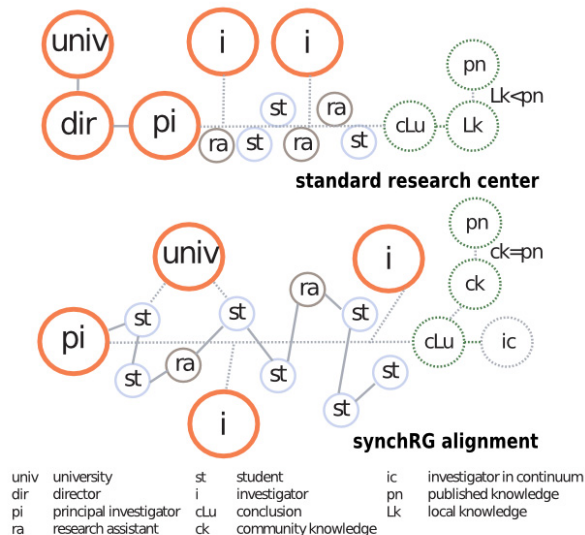 univ
i
i
pn
Lk<pn
dir
pi
st
ra
cLu
Lk
ra
st
ra
st
standard research center
pn
univ
i
ck=pn
ra
ck
st
st
st
pi
cLu
ic
ra
st
st
st
st
i
synchRG alignment
univ university st student ic investigator in continuum
dir director i investigator pn published knowledge
pi principal investigator cLu conclusion Lk local knowledge
ra research assistant ck community knowledge